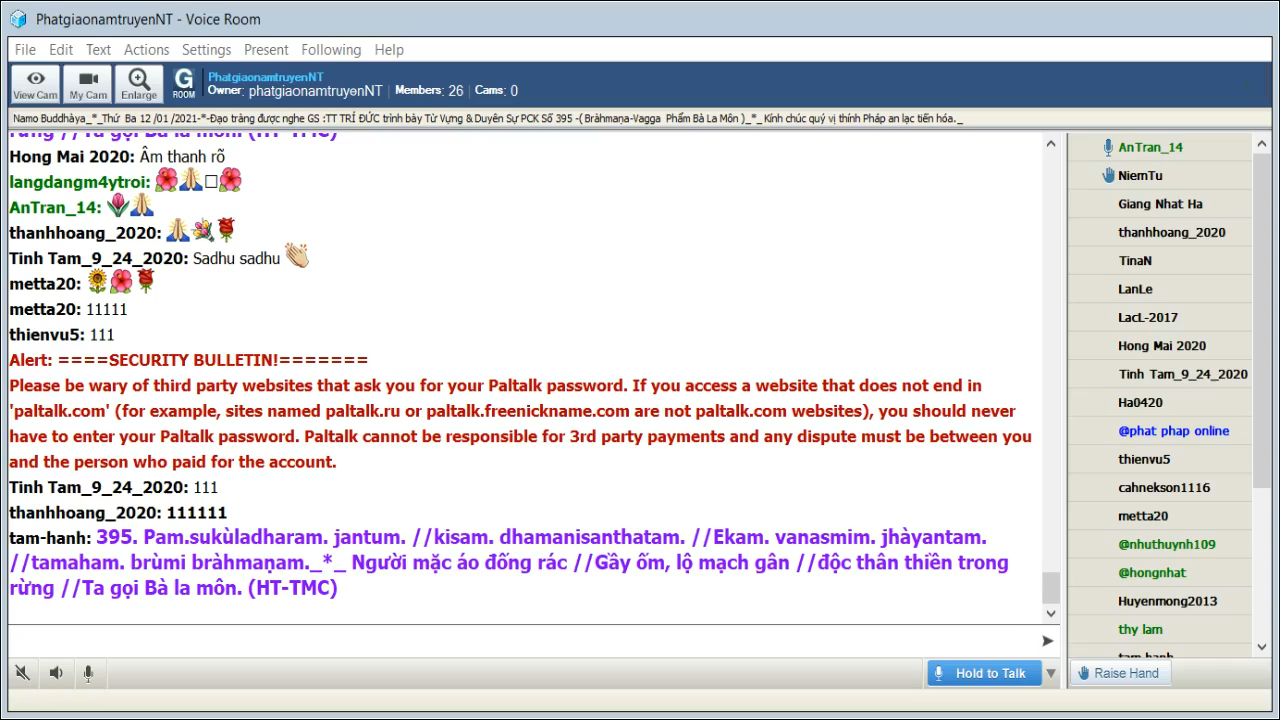 PhatgiaonamtruyenNT - Voice Room
File Edit Text Actions Settings Present Following Help
View Cam My Cam Enlarge G ROOM
PhatgiaonamtruyenNT
Owner: phatgiaonamtruyenNT Members: 26 Cams: 0
Namo Buddhàya_*_Thứ Ba 12 /01 /2021-*-Đạo tràng được nghe GS :TT TRÍ ĐỨC trình bày Từ Vựng & Duyên Sự PCK Số 395 -( Bràhmaṇa-Vagga Phẩm Bà La Môn )_*_ Kính chúc quý vị thính Pháp an lạc tiến hóa._
rừng //Ta gọi Bà la môn. (HT-TMC)
Hong Mai 2020: Âm thanh rõ
langdangm4ytroi:
AnTran_14:
thanhhoang_2020:
Tinh Tam_9_24_2020: Sadhu sadhu
metta20:
metta20: 11111
thienvu5: 111
Alert: ====SECURITY BULLETIN!=======
Please be wary of third party websites that ask you for your Paltalk password. If you access a website that does not end in
'paltalk.com' (for example, sites named paltalk.ru or paltalk.freenickname.com are not paltalk.com websites), you should never
have to enter your Paltalk password. Paltalk cannot be responsible for 3rd party payments and any dispute must be between you
and the person who paid for the account.
Tinh Tam_9_24_2020: 111
thanhhoang_2020: 111111
tam-hanh: 395. Pam.sukùladharam. jantum. //kisam. dhamanisanthatam. //Ekam. vanasmim. jhàyantam.
//tamaham. brùmi bràhmaṇam._*_ Người mặc áo đống rác //Gầy ốm, lộ mạch gân //độc thân thiền trong
rừng //Ta gọi Bà la môn. (HT-TMC)
Hold to Talk
AnTran_14
NiemTu
Giang Nhat Ha
thanhhoang_2020
TinaN
LanLe
LacL-2017
Hong Mai 2020
Tinh Tam_9_24_2020
Ha0420
@phat phap online
thienvu5
cahnekson1116
metta20
@nhuthuynh109
@hongnhat
Huyenmong2013
thy lam
tam-hanh
Raise Hand